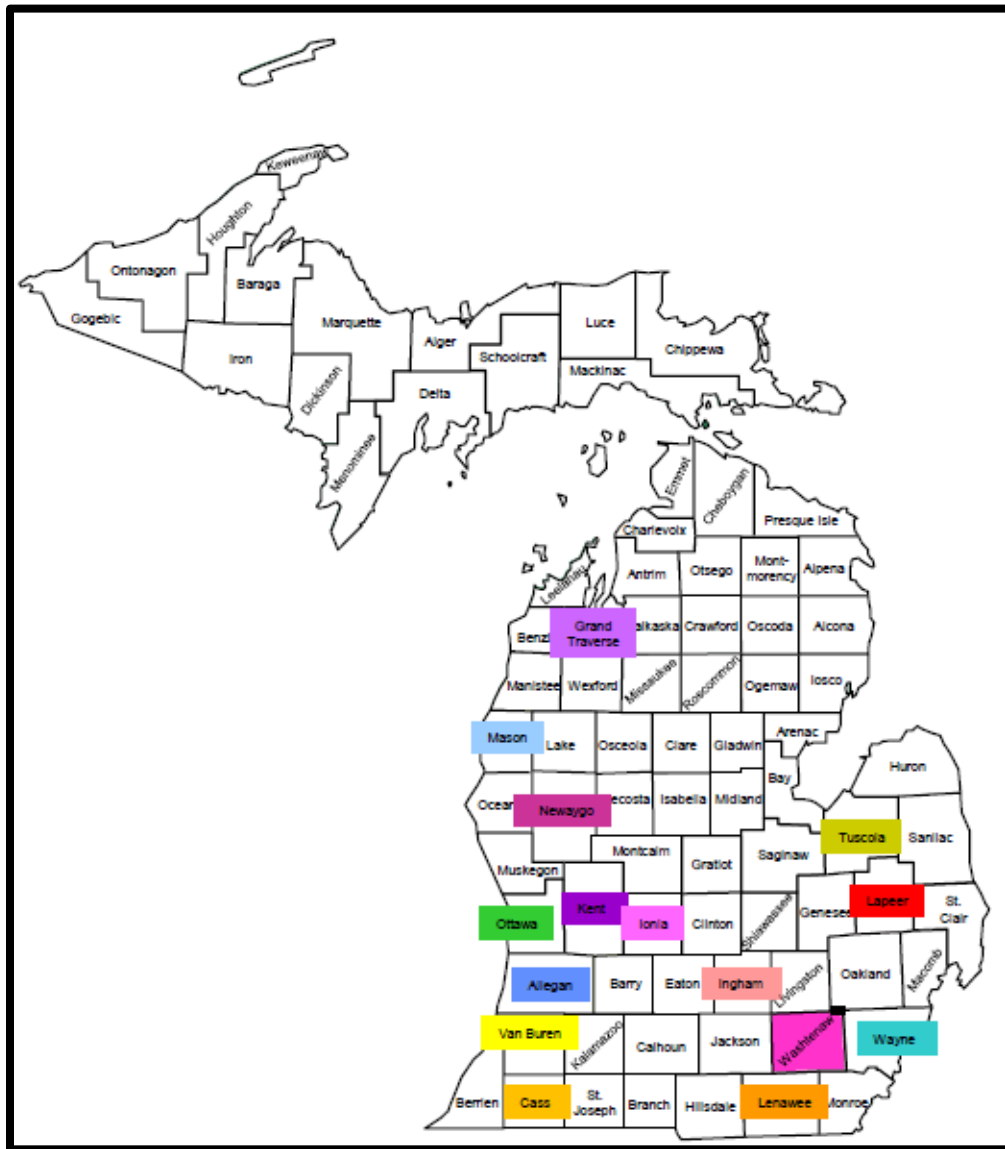 Keweenaw
Houghton
Ontonagon
Baraga
Gogebic
Marquette
Iron
Alger
Luce
Schoolcraft
Chippewa
Mackinac
Dickinson
Delta
Menominee
Emmet
Cheboygan
Presque Isle
Charlevoix
Leelanau
Antrim
Otsego
Mont-
morency
Alpena
Benzi
Grand
Traverse
alkaska
Crawford
Oscoda
Alcona
Manistee
Wexford
Missaukee
Roscommon
Ogemaw
Iosco
Mason
Lake
Osceola
Clare
Gladwin
Arenac
Huron
Ocean
Newaygo
ecosta
Isabella
Midland
Bay
Tuscola
Sanilac
Muskegon
Montcalm
Gratiot
Saginaw
Ottawa
Kent
Ionia
Clinton
Shiawassee
Genesee
Lapeer
St.
Clair
Allegan
Barry
Eaton
Ingham
Livingston
Oakland
Macomb
Van Buren
Kalamazoo
Calhoun
Jackson
Washtenaw
Wayne
Berrien
Cass
St.
Joseph
Branch
Hillsdale
Lenawee
Monroe